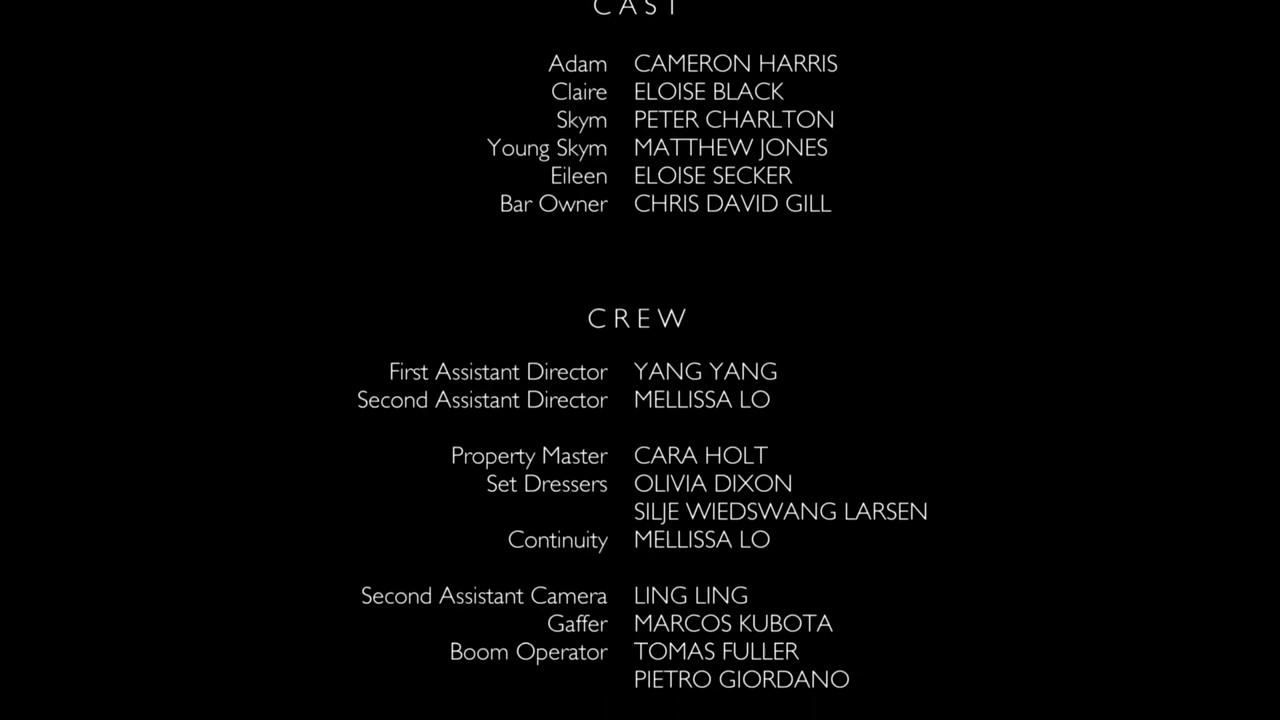 CAST
Adam CAMERON HARRIS
Claire ELOISE BLACK
Skym PETER CHARLTON
Young Skym MATTHEW JONES
Eileen ELOISE SECKER
Bar Owner CHRIS DAVID GILL
CREW
First Assistant Director YANG YANG
Second Assistant Director MELLISSA LO
Property Master CARA HOLT
Set Dressers OLIVIA DIXON
SILJE WIEDSWANG LARSEN
Continuity MELLISSA LO
Second Assistant Camera LING LING
Gaffer MARCOS KUBOTA
Boom Operator TOMAS FULLER
PIETRO GIORDANO